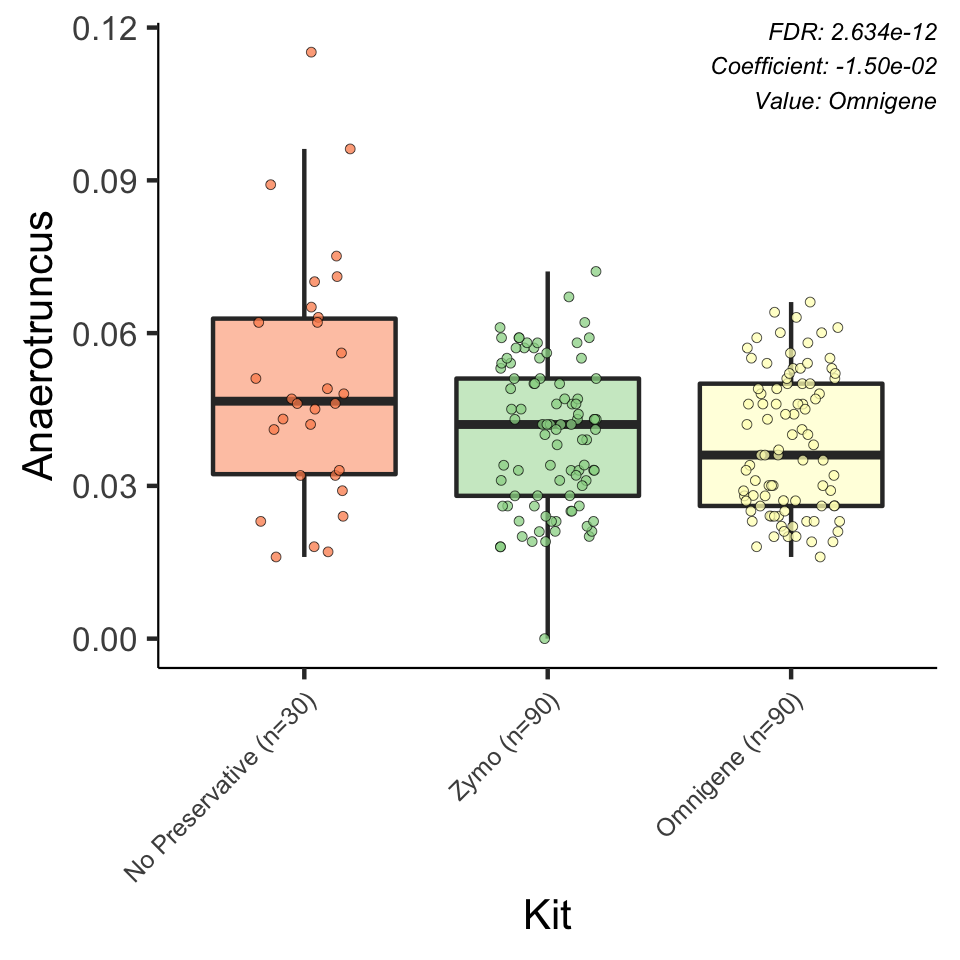 FDR: 2.634e-12
Coefficient: -1.50e-02
Value: Omnigene
Anaerotruncus
0.12
0.09
0.06
0.03
0.00
No Preservative (n=30)
Zymo (n=90)
Omnigene (n=90)
Kit